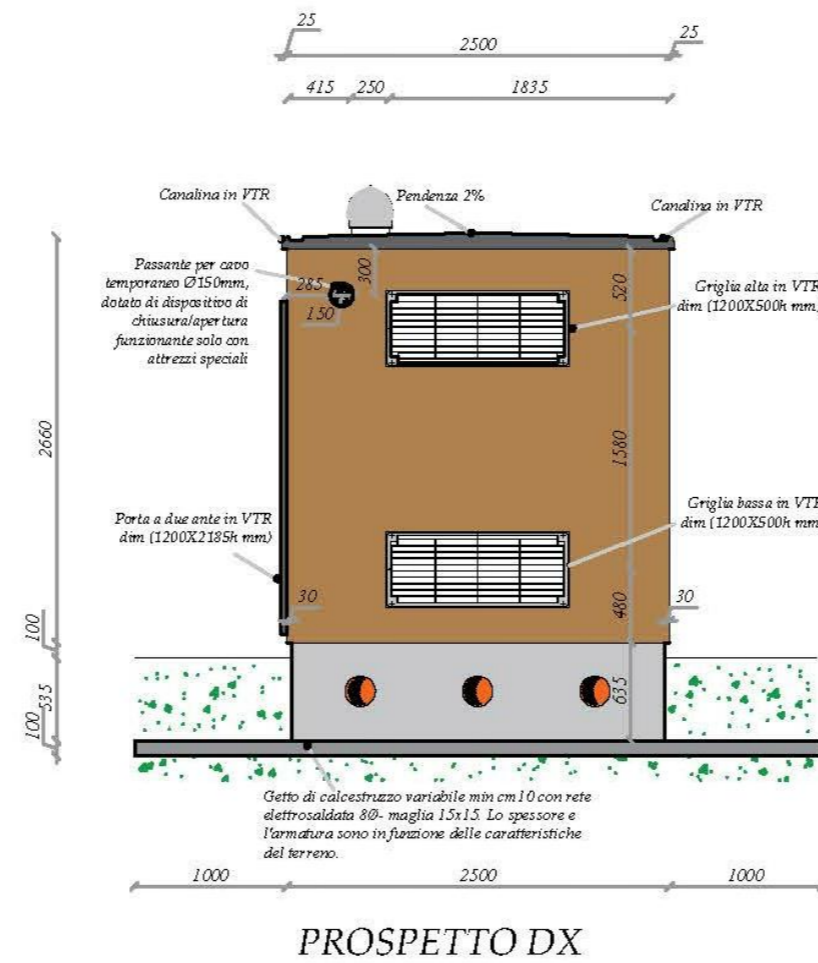 25
2500
25
415
250
1835
Canalina in VTR
Pendenza 2%
Canalina in VTR
Passante per cavo
temporaneo Ø150mm,
dotato di dispositivo di
chiusura/apertura
funzionante solo con
attrezzi speciali
285
150
300
520
Griglia alta in VTR
dim (1200X500h mm)
2660
1580
Porta a due ante in VTR
dim (1200X2185h mm)
Griglia bassa in VTR
dim (1200X500h mm
30
480
30
100
535
100
635
Getto di calcestruzzo variabile min cm10 con rete
elettrosaldata 8Ø- maglia 15x15. Lo spessore e
l'armatura sono in funzione delle caratteristiche
del terreno.
1000
2500
1000
PROSPETTO DX